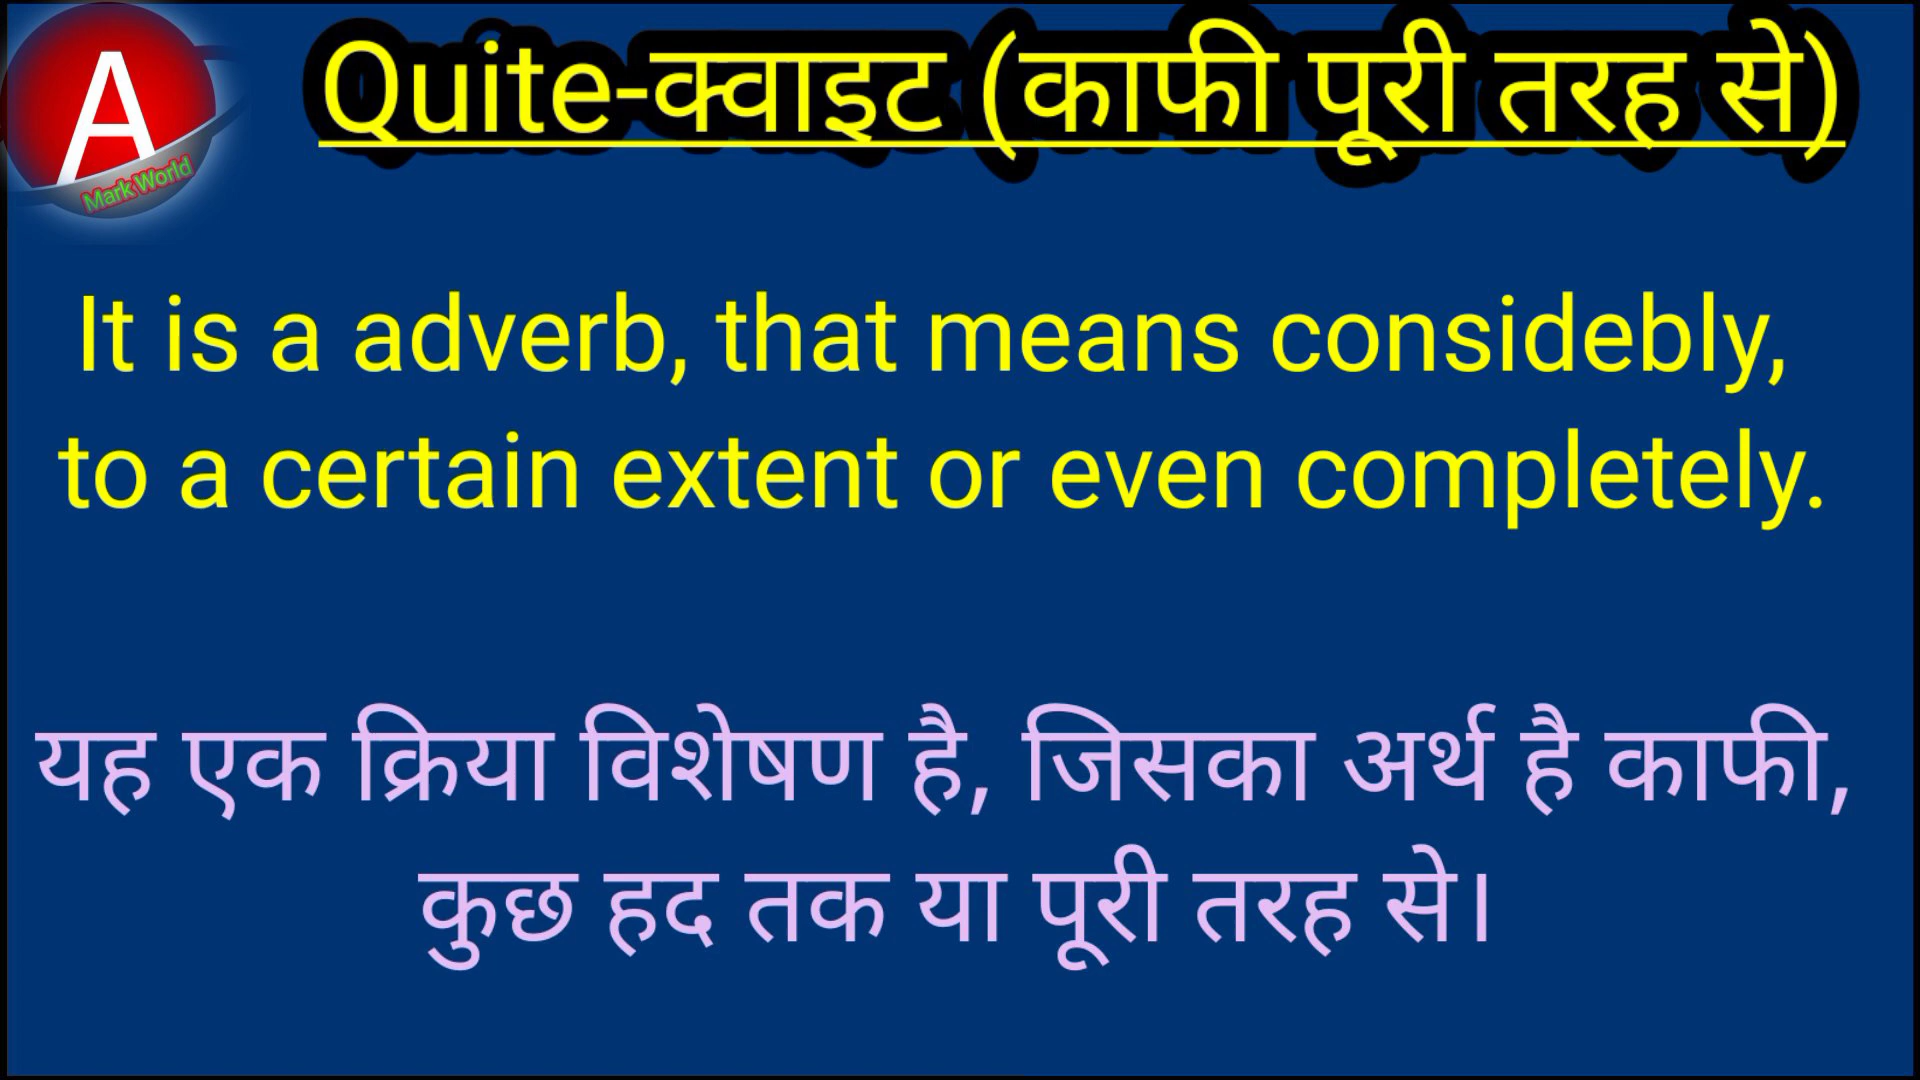 Quite-क्वाइट (काफी पूरी तरह से)
A
Mark World
It is a adverb, that means considebly,
to a certain extent or even completely.
यह एक क्रिया विशेषण है, जिसका अर्थ है काफी,
कुछ हद तक या पूरी तरह से।